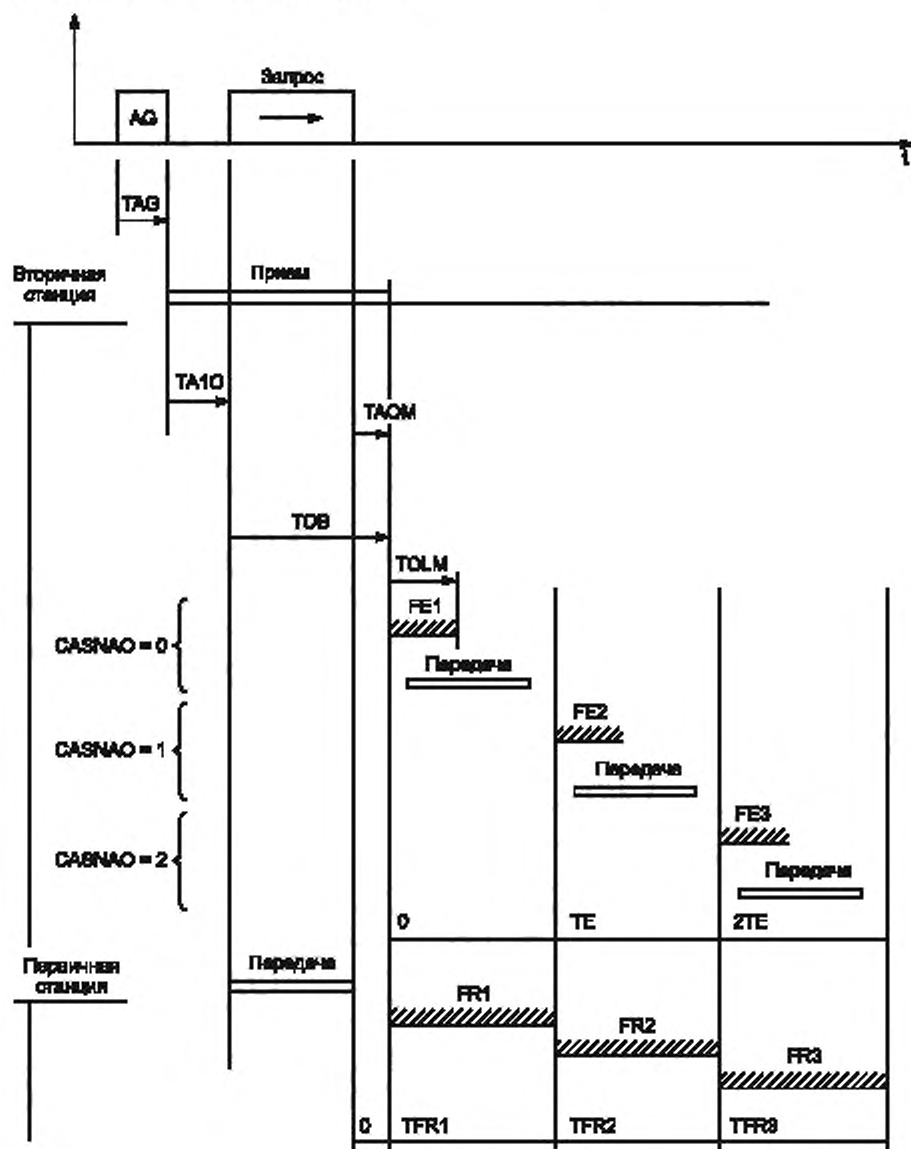 Запрос
AG
t
TAG
Вторичная
станция
Прием
TA1O
TAOM
TOB
TOLM
FE1
CASNAO = 0
Передача
FE2
CASNAO = 1
Передача
FE3
CASNAO = 2
Передача
0
TE
2TE
Первичная
станция
Передача
FR1
FR2
FR3
0
TFR1
TFR2
TFR3